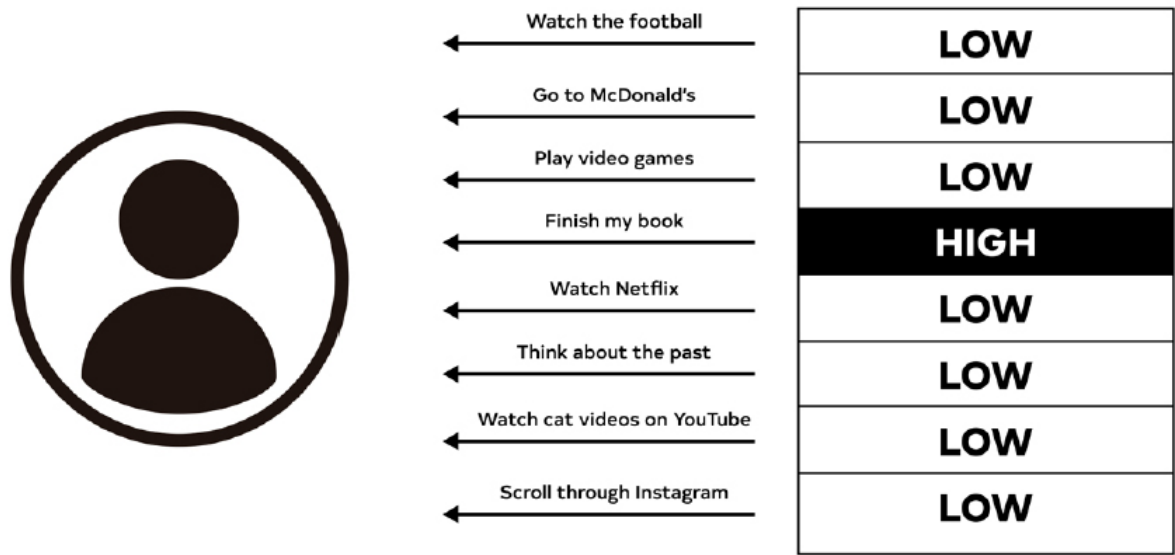 Watch the football
LOW
Go to McDonald's
LOW
Play video games
LOW
Finish my book
HIGH
Watch Netflix
LOW
Think about the past
LOW
Watch cat videos on YouTube
LOW
Scroll through Instagram
LOW